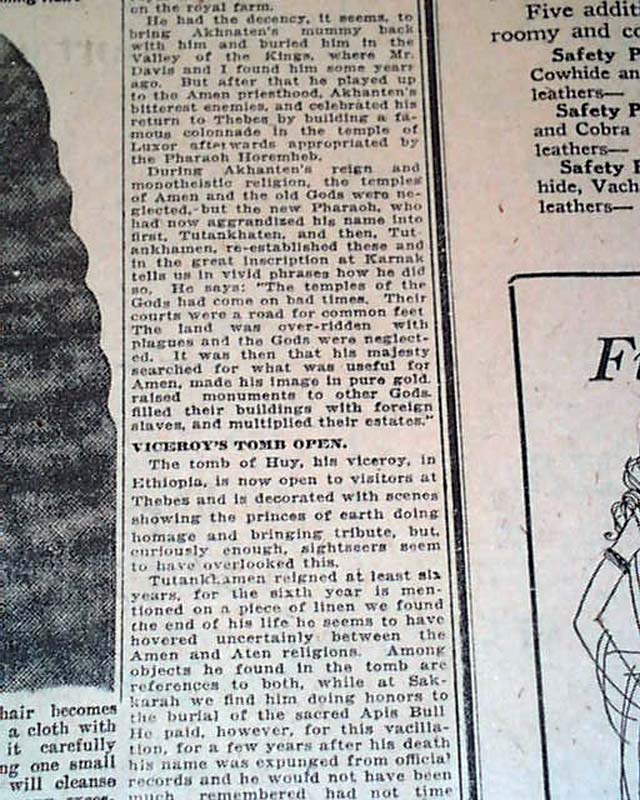 on the royal farm.
He had the decency, it seems, to
bring Akhnaten's mummy back
with him and buried him in the
Valley of the Kings, where Mr.
Davis and I found him some years
ago. But after that he played up
to the Amen priesthood, Akhanten's
bitterest enemies, and celebrated his
return to Thebes by building a fa-
mous colonnade in the temple of
Luxor afterwards appropriated by
the Pharaoh Horemheb.
During Akhanten's reign and
monotheistic religion, the temples
of Amen and the old Gods were ne-
glected, but the new Pharaoh, who
had now aggrandized his name into
first, Tutankhaten, and then, Tut-
ankhamen, re-established these and
in the great inscription at Karnak
tells us in vivid phrases how he did
so. He says: "The temples of the
Gods had come on bad times. Their
courts were a road for common feet
The land was over-ridden with
plagues and the Gods were neglect-
ed. It was then that his majesty
searched for what was useful for
Amen, made his image in pure gold.
raised monuments to other Gods.
filled their buildings with foreign
slaves, and multiplied their estates."
VICEROY'S TOMB OPEN.
The tomb of Huy, his viceroy, in
Ethiopia, is now open to visitors at
Thebes and is decorated with scenes
showing the princes of earth doing
homage and bringing tribute, but,
curiously enough, sightseers seem
to have overlooked this.
Tutankhamen reigned at least six
years, for the sixth year is men-
tioned on a piece of linen we found
the end of his life he seems to have
hovered uncertainly between the
Amen and Aten religions. Among
objects he found in the tomb are
references to both, while at Sak-
karah we find him doing honors to
the burial of the sacred Apis Bull
He paid, however, for this vacilla-
tion, for a few years after his death
his name was expunged from official
records and he would not have been
much remembered had not time
hair becomes
a cloth with
it carefully
ng one small
will cleanse
Five addit
roomy and co
Safety P
Cowhide an
leathers—
Safety P
and Cobra
leathers—
Safety P
hide, Vach
leathers—